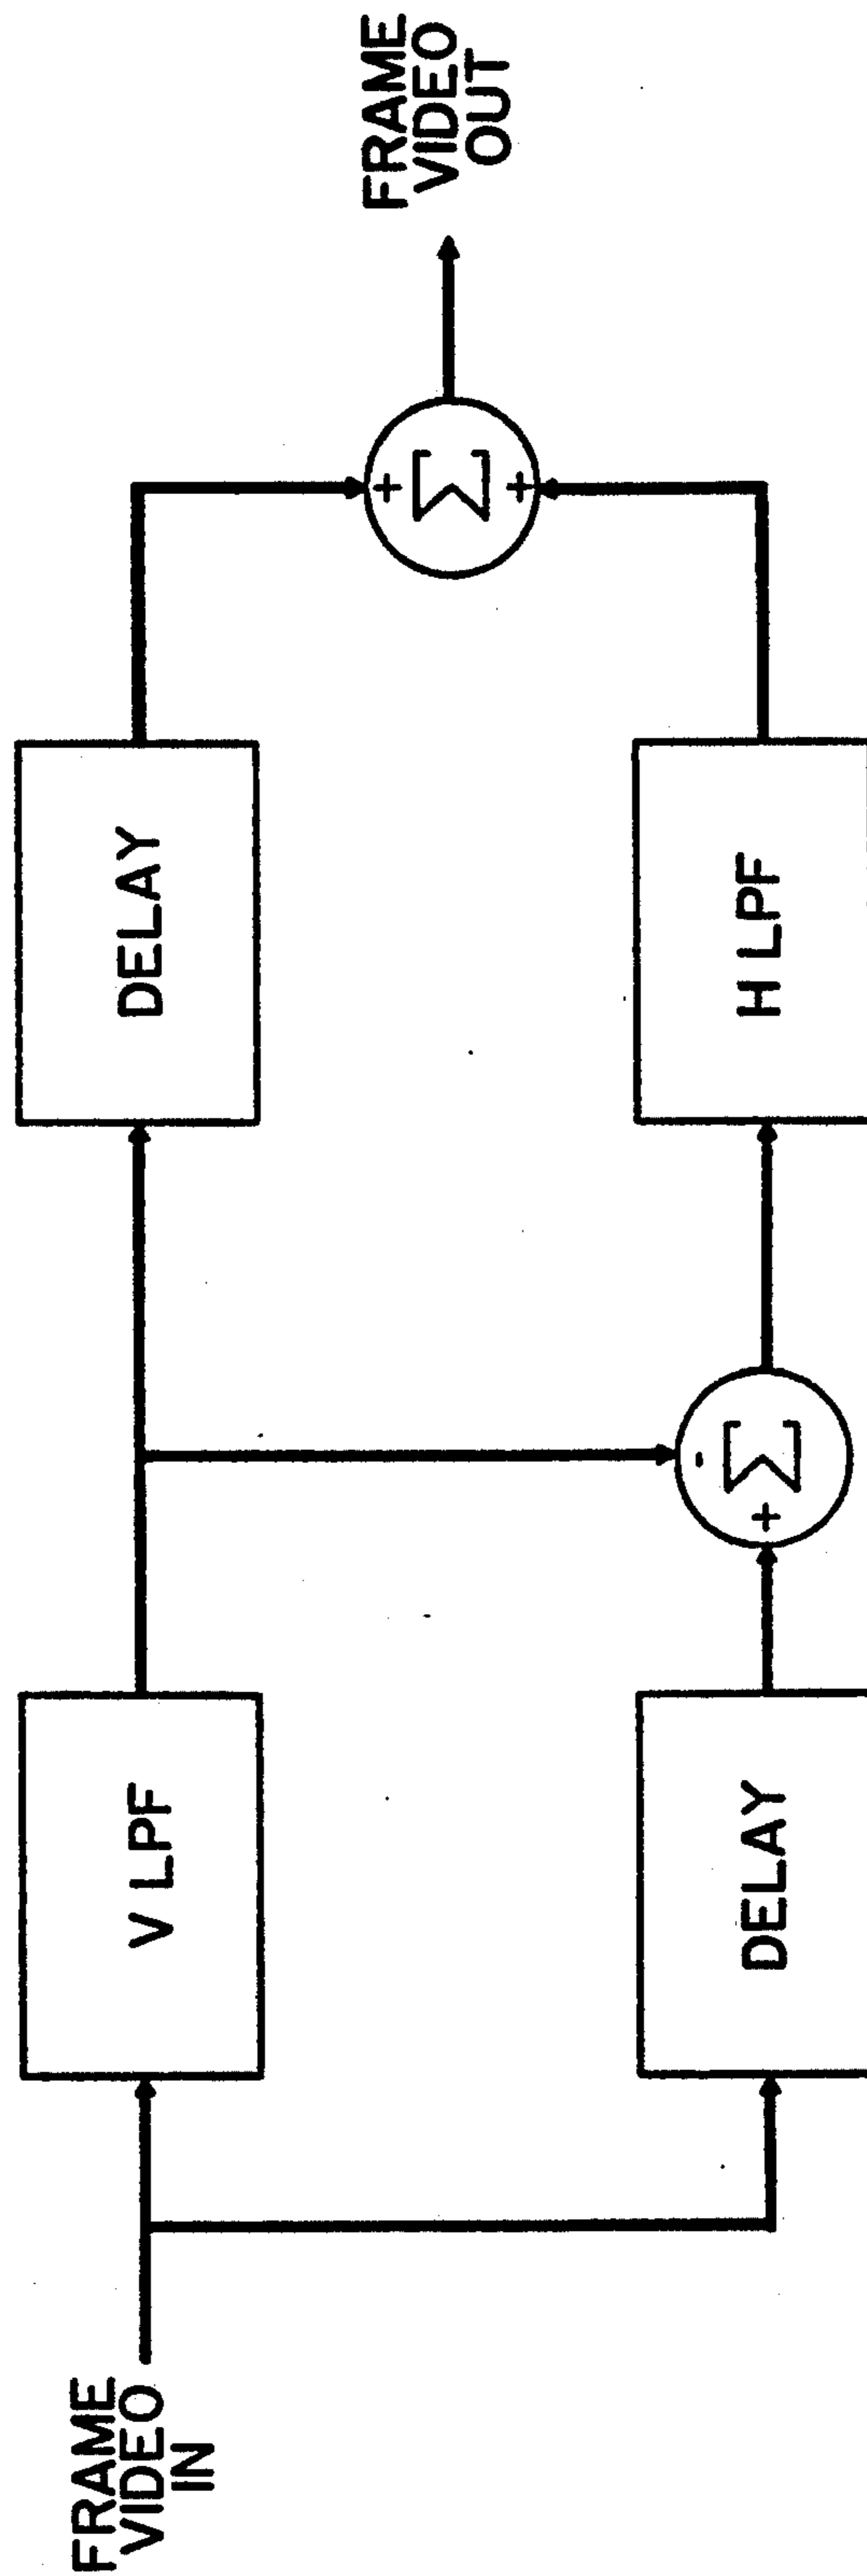 FRAME
VIDEO
IN
V LPF
DELAY
DELAY
- Σ
+
H LPF
+
Σ
+
FRAME
VIDEO
OUT